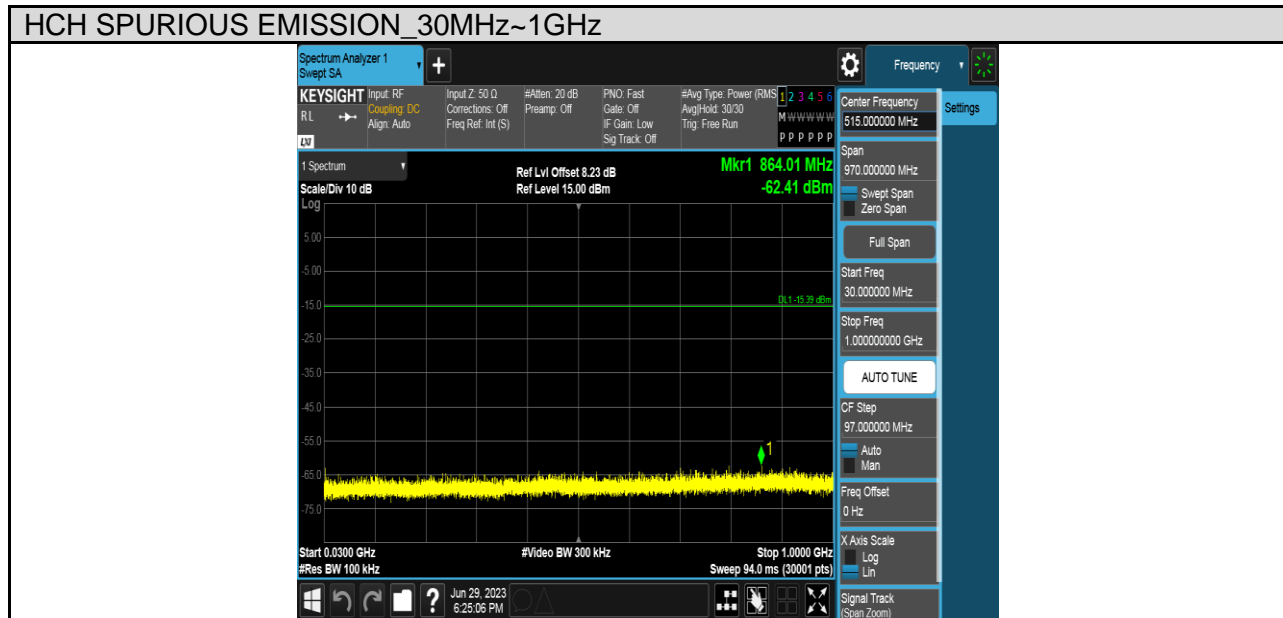 HCH SPURIOUS EMISSION_30MHz~1GHz
Spectrum Analyzer 1
Swept SA
+
Frequency
KEYSIGHT
RL
LXI
Input: RF
Coupling: DC
Align: Auto
Input Z: 50 Ω
Corrections: Off
Freq Ref: Int (S)
#Atten: 20 dB
Preamp: Off
PNO: Fast
Gate: Off
IF Gain: Low
Sig Track: Off
#Avg Type: Power (RMS
Avg|Hold: 30/30
Trig: Free Run
1 2 3 4 5 6
M W W W W W
P P P P P P
1 Spectrum
Scale/Div 10 dB
Log
Ref Lvl Offset 8.23 dB
Ref Level 15.00 dBm
Mkr1 864.01 MHz
-62.41 dBm
5.00
-5.00
-15.0
DL1 -15.39 dBm
-25.0
-35.0
-45.0
-55.0
1
-65.0
-75.0
Start 0.0300 GHz
#Res BW 100 kHz
#Video BW 300 kHz
Stop 1.0000 GHz
Sweep 94.0 ms (30001 pts)
?
Jun 29, 2023
6:25:06 PM
Center Frequency
515.000000 MHz
Settings
Span
970.000000 MHz
Swept Span
Zero Span
Full Span
Start Freq
30.000000 MHz
Stop Freq
1.000000000 GHz
AUTO TUNE
CF Step
97.000000 MHz
Auto
Man
Freq Offset
0 Hz
X Axis Scale
Log
Lin
Signal Track
(Span Zoom)